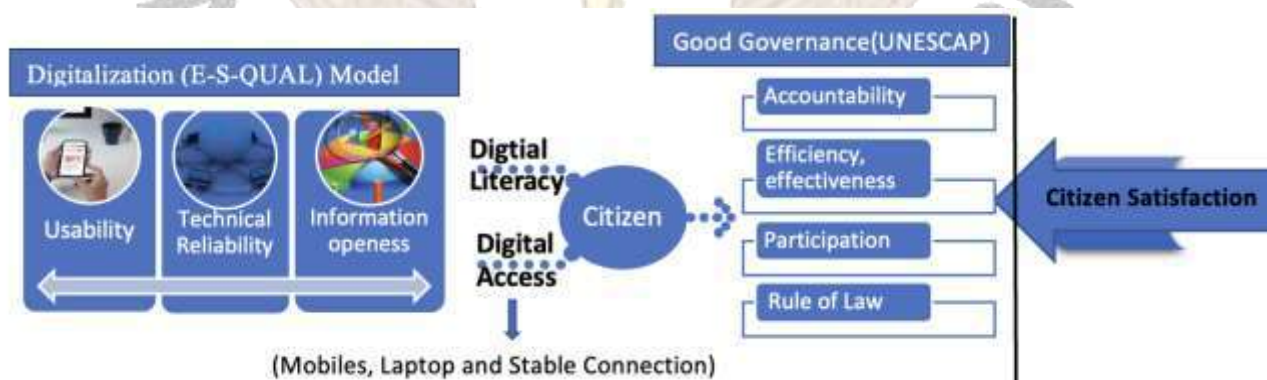 Good Governance(UNESCAP)
Digitalization (E-S-QUAL) Model
Usability
Technical
Reliability
Information
openess
Digtial
Literacy
Digital
Access
Citizen
Accountability
Efficiency,
effectiveness
Participation
Rule of Law
Citizen Satisfaction
(Mobiles, Laptop and Stable Connection)